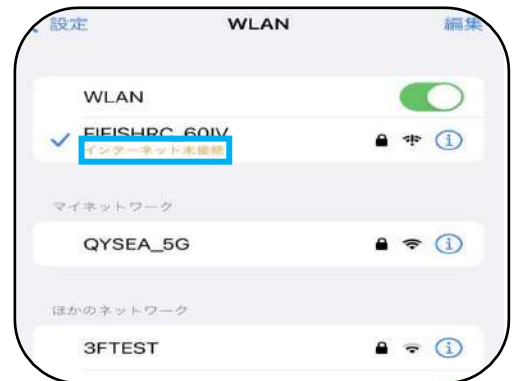 設定 WLAN 編集
WLAN
FIFISHRC_60IV
インターネット未接続
マイネットワーク
QYSEA_5G
ほかのネットワーク
3FTEST